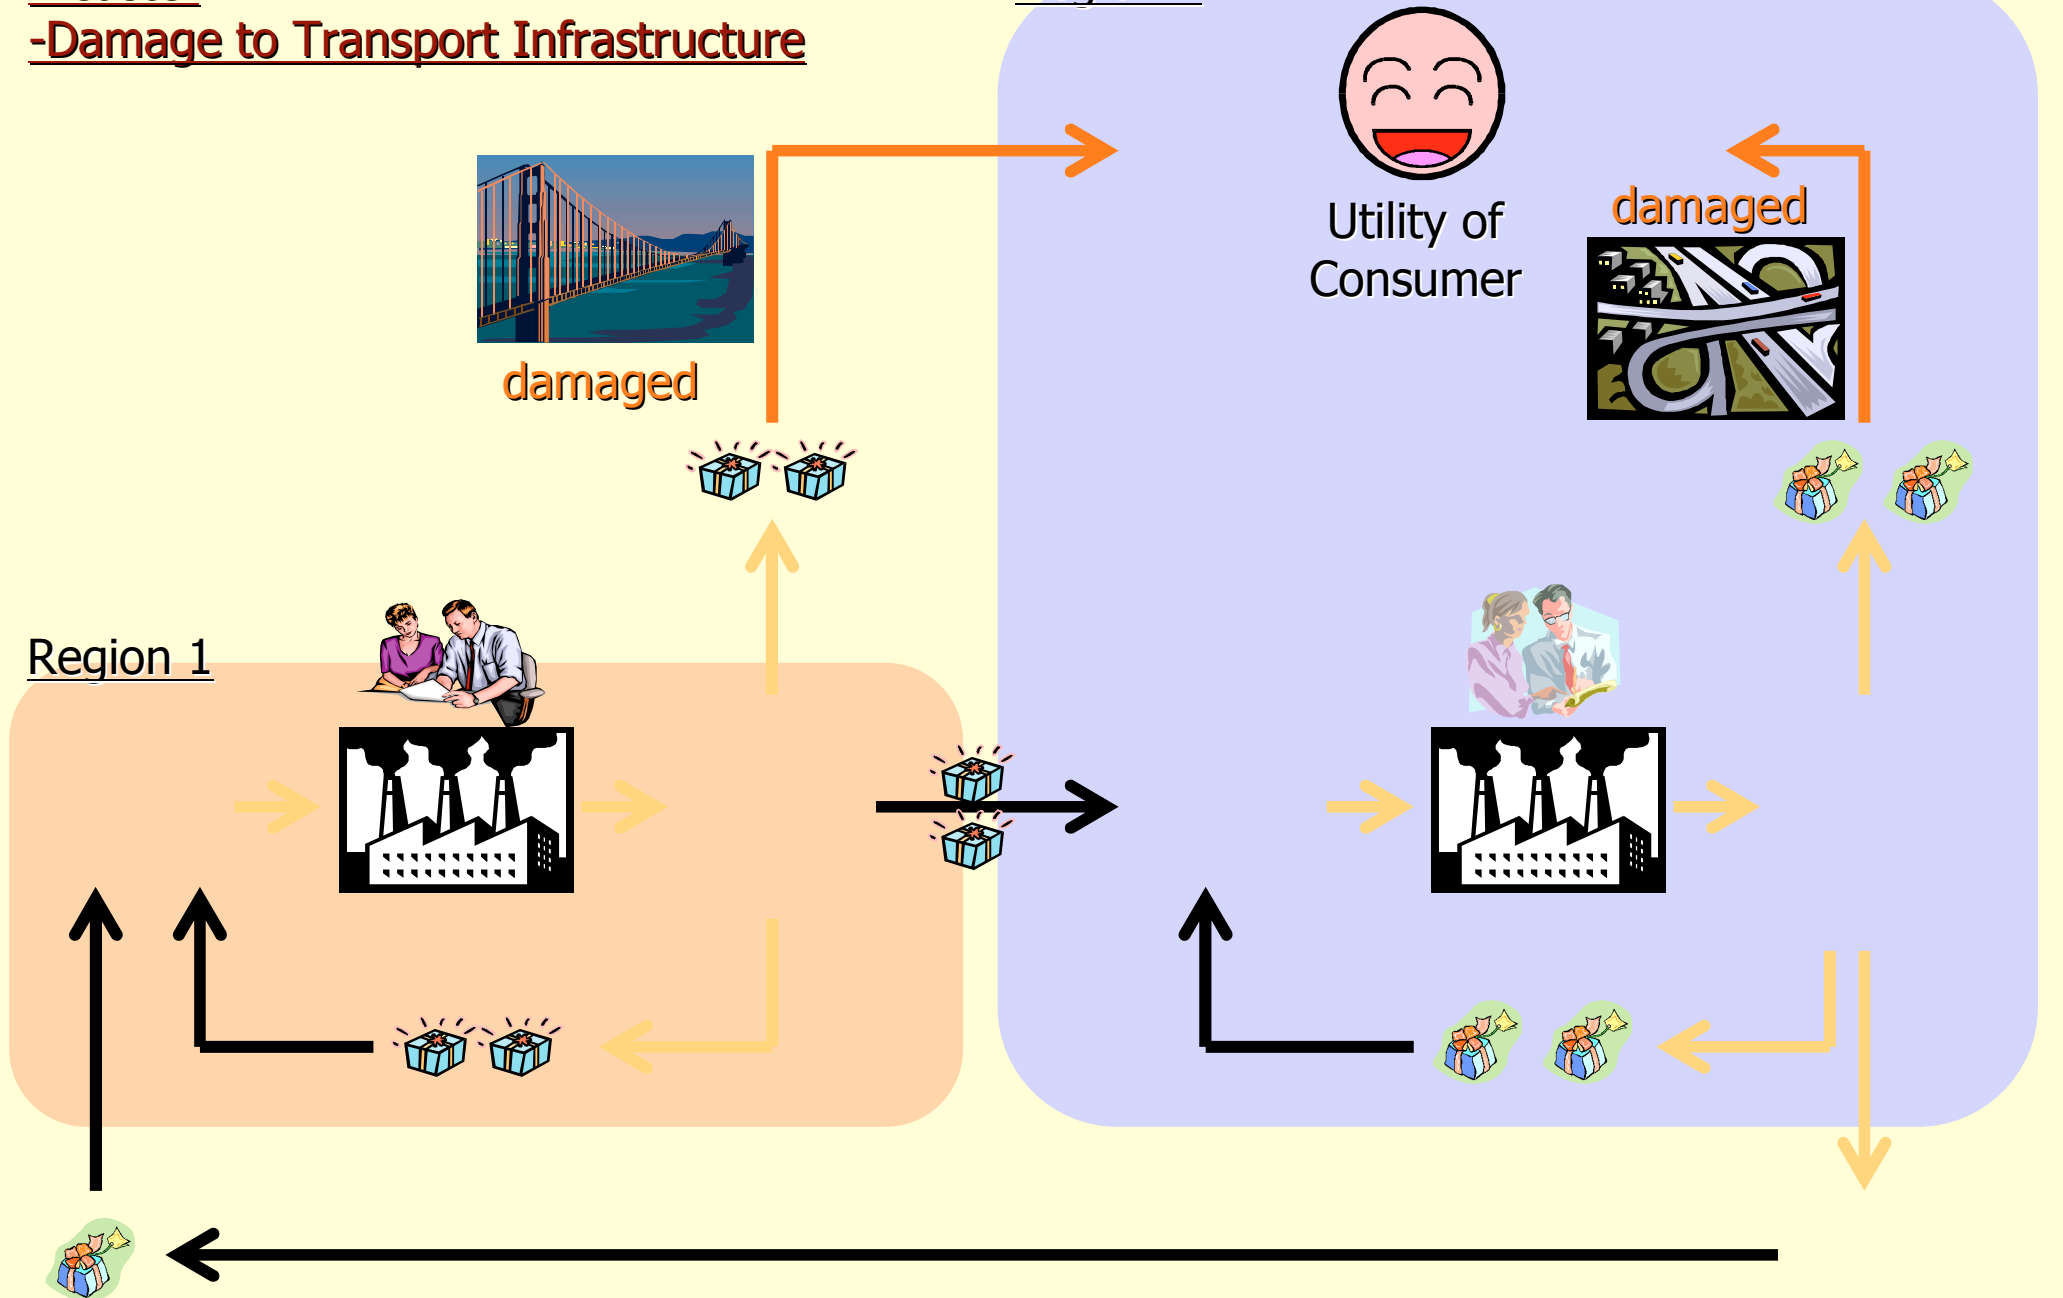 -Damage to Transport Infrastructure
Utility of
Consumer
damaged
damaged
Region 1